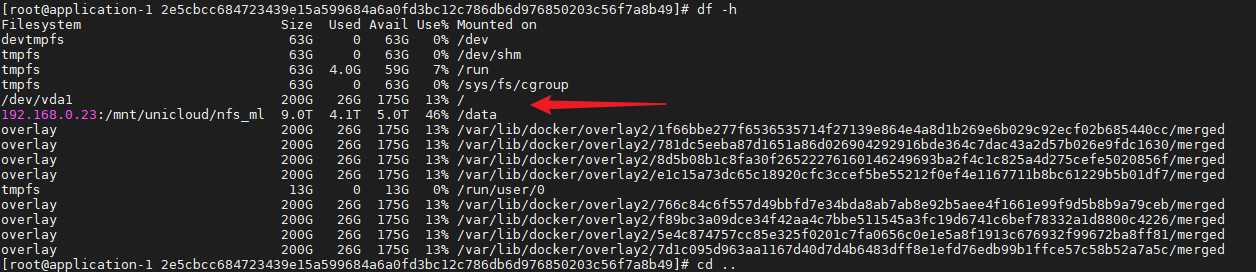 [root@application-1 2e5cbcc684723439e15a599684a6a0fd3bc12c786db6d976850203c56f7a8b49]# df -h
Filesystem Size Used Avail Use% Mounted on
devtmpfs 63G 0 63G 0% /dev
tmpfs 63G 0 63G 0% /dev/shm
tmpfs 63G 4.0G 59G 7% /run
tmpfs 63G 0 63G 0% /sys/fs/cgroup
/dev/vda1 200G 26G 175G 13% /
192.168.0.23:/mnt/unicloud/nfs_ml 9.0T 4.1T 5.0T 46% /data
overlay 200G 26G 175G 13% /var/lib/docker/overlay2/1f66bbe277f6536535714f27139e864e4a8d1b269e6b029c92ecf02b685440cc/merged
overlay 200G 26G 175G 13% /var/lib/docker/overlay2/781dc5eeba87d1651a86d026904292916bde364c7dac43a2d57b026e9fdc1630/merged
overlay 200G 26G 175G 13% /var/lib/docker/overlay2/8d5b08b1c8fa30f26522276160146249693ba2f4c1c825a4d275cefe5020856f/merged
overlay 200G 26G 175G 13% /var/lib/docker/overlay2/e1c15a73dc65c18920cfc3ccef5be55212f0ef4e1167711b8bc61229b5b01df7/merged
tmpfs 13G 0 13G 0% /run/user/0
overlay 200G 26G 175G 13% /var/lib/docker/overlay2/766c84c6f557d49bbfd7e34bda8ab7ab8e92b5aee4f1661e99f9d5b8b9a79ceb/merged
overlay 200G 26G 175G 13% /var/lib/docker/overlay2/f89bc3a09dce34f42aa4c7bbe511545a3fc19d6741c6bef78332a1d8800c4226/merged
overlay 200G 26G 175G 13% /var/lib/docker/overlay2/5e4c874757cc85e325f0201c7fa0656c0e1e5a8f1913c676932f99672ba8ff81/merged
overlay 200G 26G 175G 13% /var/lib/docker/overlay2/7d1c095d963aa1167d40d7d4b6483dff8e1efd76edb99b1ffce57c58b52a7a5c/merged
[root@application-1 2e5cbcc684723439e15a599684a6a0fd3bc12c786db6d976850203c56f7a8b49]# cd ..